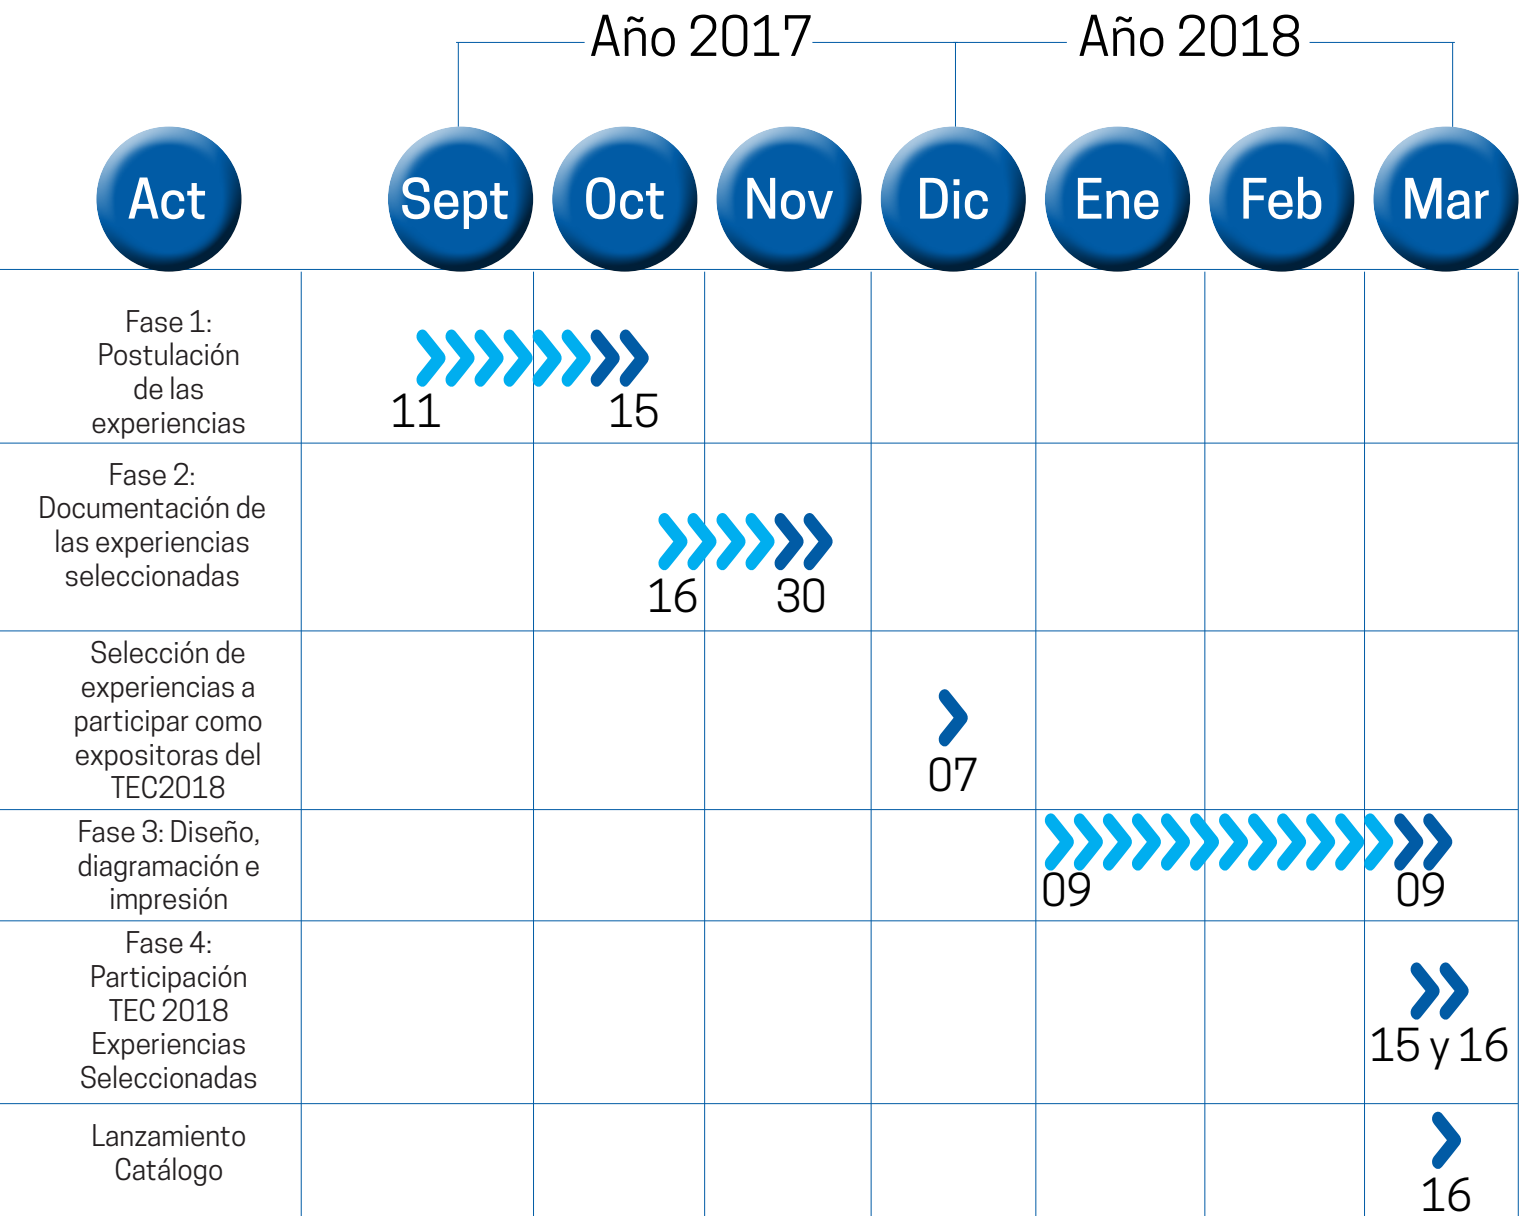 Año 2017
Año 2018
Act
Sept
Oct
Nov
Dic
Ene
Feb
Mar
Fase 1:
Postulación
de las
experiencias
11
15
Fase 2:
Documentación de
las experiencias
seleccionadas
16
30
Selección de
experiencias a
participar como
expositoras del
TEC2018
07
Fase 3: Diseño,
diagramación e
impresión
09
09
Fase 4:
Participación
TEC 2018
Experiencias
Seleccionadas
15 y 16
Lanzamiento
Catálogo
16